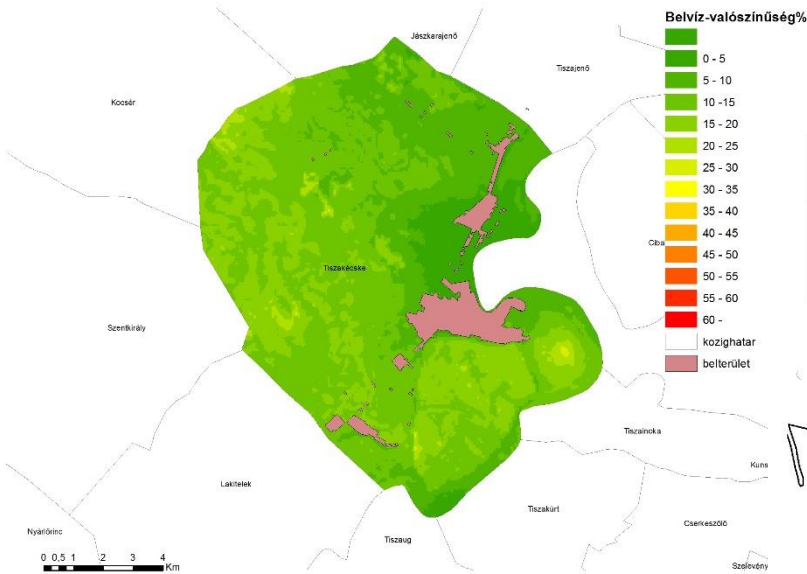 Belvíz-valószínűség%
0 - 5
5 - 10
10 -15
15 - 20
20 - 25
25 - 30
30 - 35
35 - 40
40 - 45
45 - 50
50 - 55
55 - 60
60 -
kozighatar
belterület
Jászkarajenő
Tiszajenő
Kocsér
Ciba
Tiszakécske
Szentkirály
Tiszainoka
Kuns
Lakitelek
Tiszakürt
Cserkeszőlő
Nyárlőrinc
Tiszaug
Szelevény
0 0,5 1 2 3 4
Km